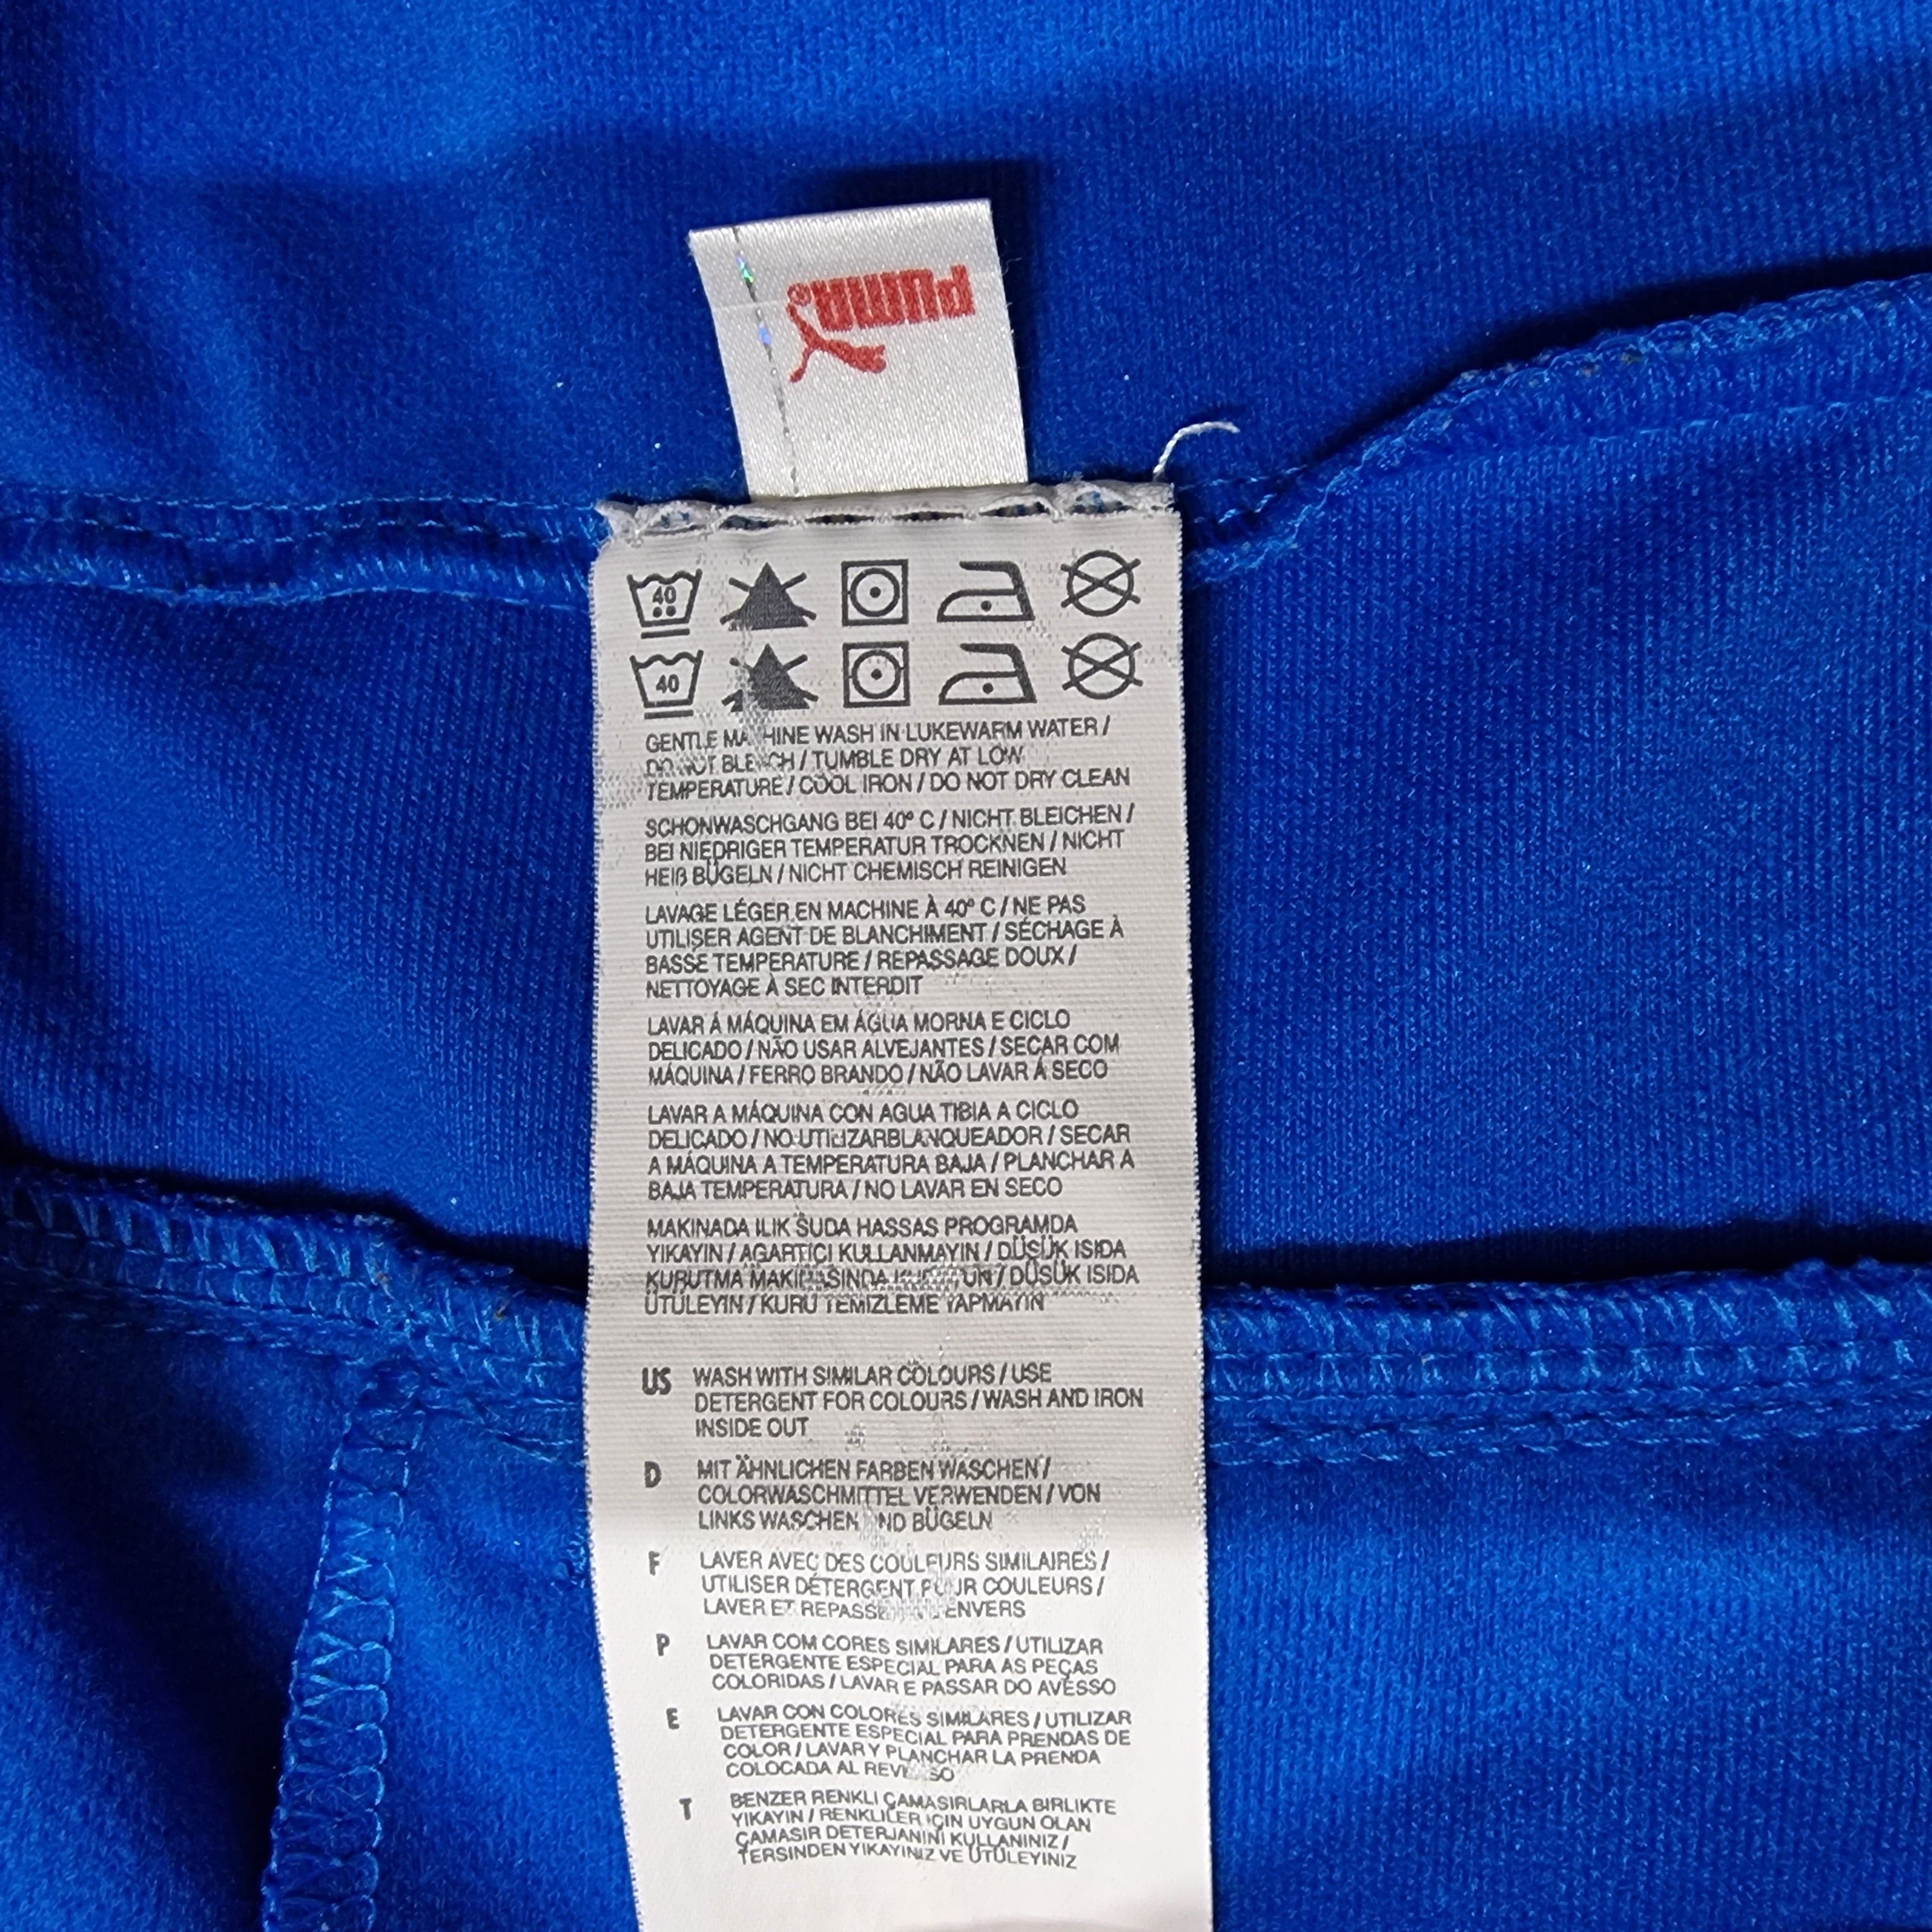 PUMA®
40
40
GENTLE MACHINE WASH IN LUKEWARM WATER /
DO NOT BLEACH / TUMBLE DRY AT LOW
TEMPERATURE / COOL IRON / DO NOT DRY CLEAN
SCHONWASCHGANG BEI 40° C / NICHT BLEICHEN /
BEI NIEDRIGER TEMPERATUR TROCKNEN / NICHT
HEIß BÜGELN / NICHT CHEMISCH REINIGEN
LAVAGE LÉGER EN MACHINE À 40° C / NE PAS
UTILISER AGENT DE BLANCHIMENT / SÉCHAGE À
BASSE TEMPERATURE / REPASSAGE DOUX /
NETTOYAGE À SEC INTERDIT
LAVAR Á MÁQUINA EM ÁGUA MORNA E CICLO
DELICADO / NÃO USAR ALVEJANTES / SECAR COM
MÁQUINA / FERRO BRANDO / NÃO LAVAR Á SECO
LAVAR A MÁQUINA CON AGUA TIBIA A CICLO
DELICADO / NO UTILIZARBLANQUEADOR / SECAR
A MÁQUINA A TEMPERATURA BAJA / PLANCHAR A
BAJA TEMPERATURA / NO LAVAR EN SECO
MAKINADA ILIK SUDA HASSAS PROGRAMDA
YIKAYIN / AGARTICI KULLANMAYIN / DÜSÜK ISIDA
KURUTMA MAKINASINDA / DÜSÜK ISIDA
ÜTÜLEYIN / KURU TEMIZLEME YAPMAYIN
US WASH WITH SIMILAR COLOURS / USE
DETERGENT FOR COLOURS / WASH AND IRON
INSIDE OUT
D MIT ÄHNLICHEN FARBEN WASCHEN /
COLORWASCHMITTEL VERWENDEN / VON
LINKS WASCHEN UND BÜGELN
F LAVER AVEC DES COULEURS SIMILAIRES /
UTILISER DÉTERGENT POUR COULEURS /
LAVER ET REPASSER ENVERS
P LAVAR COM CORES SIMILARES / UTILIZAR
DETERGENTE ESPECIAL PARA AS PEÇAS
COLORIDAS / LAVAR E PASSAR DO AVESSO
E LAVAR CON COLORES SIMILARES / UTILIZAR
DETERGENTE ESPECIAL PARA PRENDAS DE
COLOR / LAVAR Y PLANCHAR LA PRENDA
COLOCADA AL
T BENZER RENKLI ÇAMASIRLARLA BIRLIKTE
YIKAYIN / RENKLILER IÇIN UYGUN OLAN
ÇAMASIR DETERJANINI KULLANINIZ /
TERSINDEN YIKAYINIZ VE ÜTÜLEYINIZ